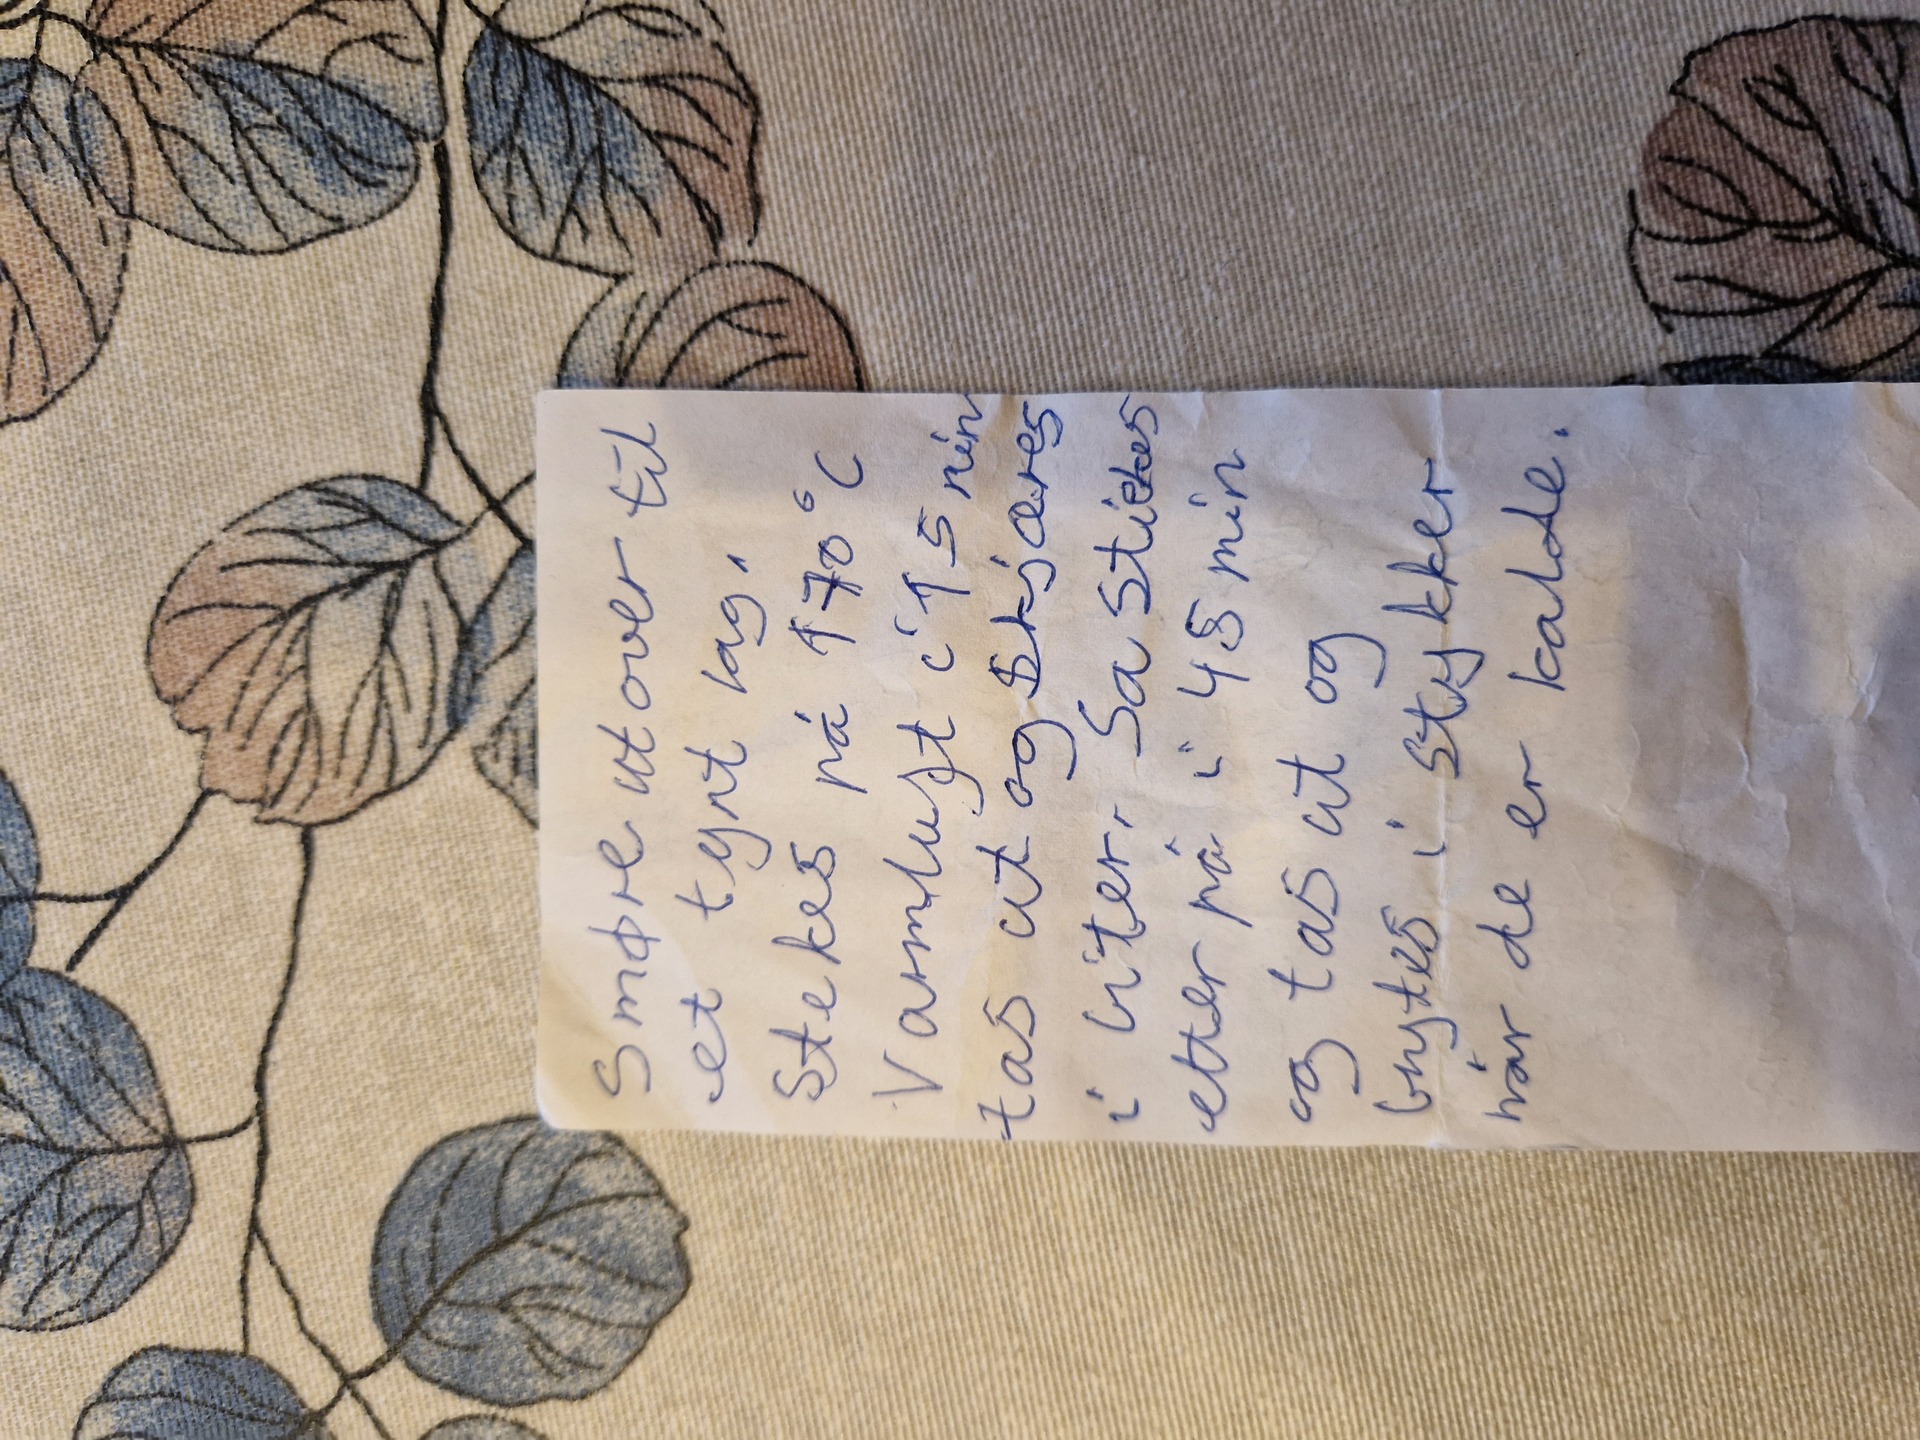 Smøre utover til
et tynt lag.
Stekes på 170°C
Varmluft i 15 min
tas ut og skjæres
i biter. Sa stekes
etter på i 45 min
og tas ut og
brytes i stykker
når de er kalde.